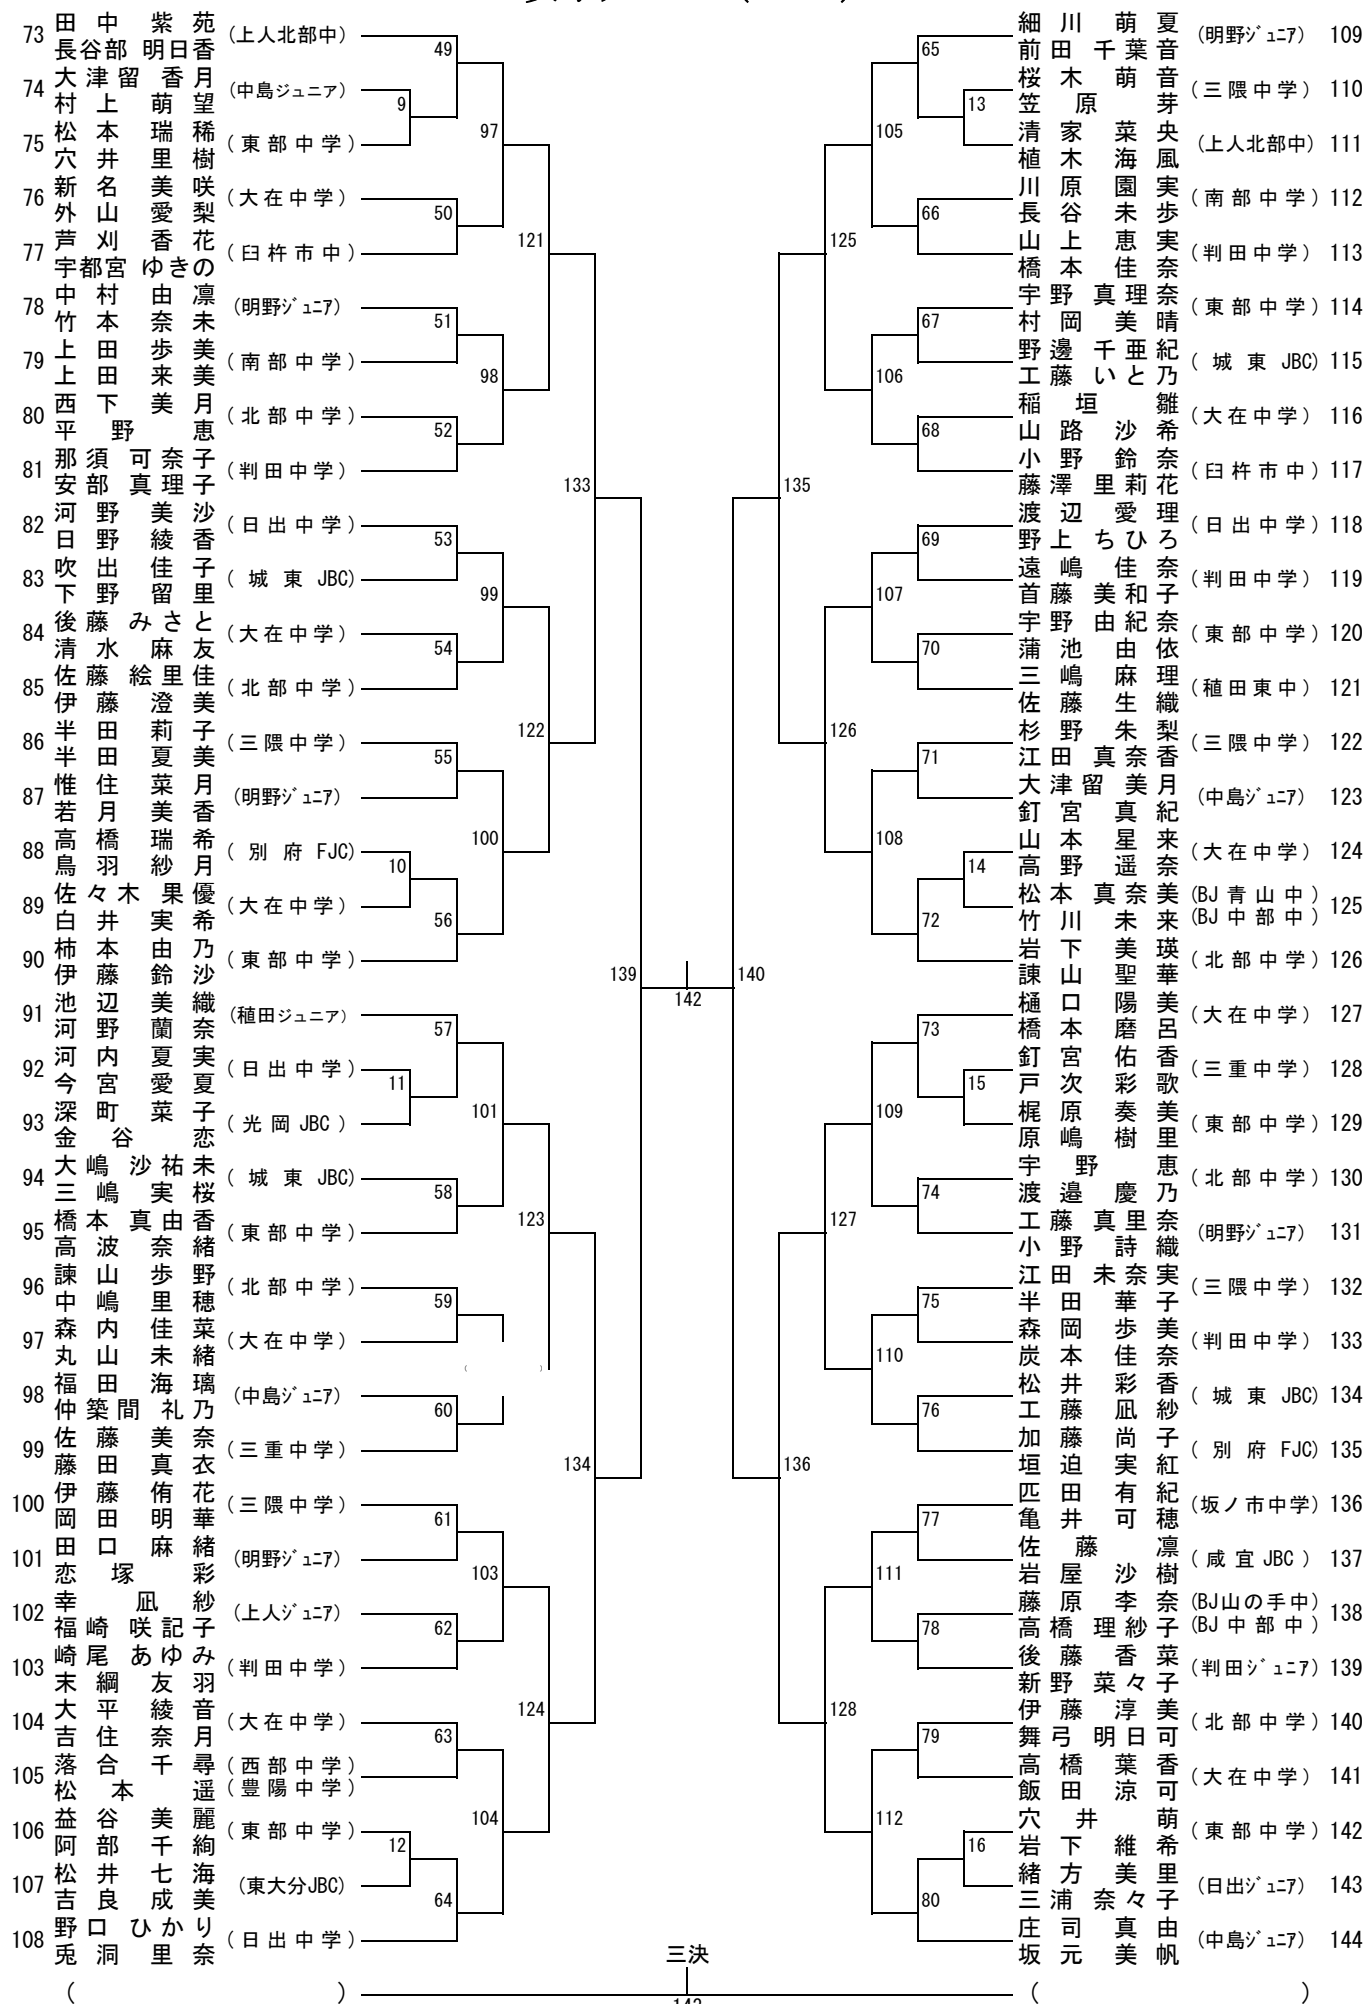 73 田中 紫苑 (上人北部中)
長谷部 明日香
74 大津留 香月 (中島ジュニア)
村上 萌望
75 松本 瑞稀 (東部中学)
穴井 里樹
76 新名 美咲 (大在中学)
外山 愛梨
77 芦刈 香花 (臼杵市中)
宇都宮 ゆきの
78 中村 由凛 (明野ジュニア)
竹本 奈未
79 上田 歩美 (南部中学)
上田 来美
80 西下 美月 (北部中学)
平野 恵
81 那須 可奈子 (判田中学)
安部 真理子
82 河野 美沙 (日出中学)
日野 綾香
83 吹出 佳子 (城東JBC)
下野 留里
84 後藤 みさと (大在中学)
清水 麻友
85 佐藤 絵里佳 (北部中学)
伊藤 澄美
86 半田 莉子 (三隈中学)
半田 夏美
87 惟住 菜月 (明野ジュニア)
若月 美香
88 高橋 瑞希 (別府FJC)
鳥羽 紗月
89 佐々木 果優 (大在中学)
白井 実希
90 柿本 由乃 (東部中学)
伊藤 鈴沙
91 池辺 美織 (稙田ジュニア)
河野 蘭奈
92 河内 夏実 (日出中学)
今宮 愛夏
93 深町 菜子 (光岡JBC)
金谷 恋
94 大嶋 沙祐未 (城東JBC)
三嶋 実桜
95 橋本 真由香 (東部中学)
高波 奈緒
96 諫山 歩野 (北部中学)
中嶋 里穂
97 森内 佳菜 (大在中学)
丸山 未緒
98 福田 海璃 (中島ジュニア)
仲築間 礼乃
99 佐藤 美奈 (三重中学)
藤田 真衣
100 伊藤 侑花 (三隈中学)
岡田 明華
101 田口 麻緒 (明野ジュニア)
恋塚 彩
102 幸 凪紗 (上人ジュニア)
福崎 咲記子
103 崎尾 あゆみ (判田中学)
末綱 友羽
104 大平 綾音 (大在中学)
吉住 奈月
105 落合 千尋 (西部中学)
松本 遥 (豊陽中学)
106 益谷 美麗 (東部中学)
阿部 千絢
107 松井 七海 (東大分JBC)
吉良 成美
108 野口 ひかり (日出中学)
兎洞 里奈
( )
49
9
97
50
121
51
98
52
133
53
99
54
122
55
100
10
56
139
57
11
101
58
123
59
( )
60
134
61
103
62
124
63
104
12
64
142
三決
140
65
13
105
66
125
67
106
68
135
69
107
70
126
71
108
14
72
73
15
109
74
127
75
110
76
136
77
111
78
128
79
112
16
80
細川 萌夏 (明野ジュニア) 109
前田 千葉音
桜木 萌音 (三隈中学) 110
笠原 芽
清家 菜央 (上人北部中) 111
植木 海風
川原 園実 (南部中学) 112
長谷 未歩
山上 恵実 (判田中学) 113
橋本 佳奈
宇野 真理奈 (東部中学) 114
村岡 美晴
野邊 千亜紀 (城東JBC) 115
工藤 いと乃
稲垣 雛 (大在中学) 116
山路 沙希
小野 鈴奈 (臼杵市中) 117
藤澤 里莉花
渡辺 愛理 (日出中学) 118
野上 ちひろ
遠嶋 佳奈 (判田中学) 119
首藤 美和子
宇野 由紀奈 (東部中学) 120
蒲池 由依
三嶋 麻理 (稙田東中) 121
佐藤 生織
杉野 朱梨 (三隈中学) 122
江田 真奈香
大津留 美月 (中島ジュニア) 123
釘宮 真紀
山本 星来 (大在中学) 124
高野 遥奈
松本 真奈美 (BJ青山中) 125
竹川 未来 (BJ中部中)
岩下 美瑛 (北部中学) 126
諌山 聖華
樋口 陽美 (大在中学) 127
橋本 磨呂
釘宮 佑香 (三重中学) 128
戸次 彩歌
梶原 奏美 (東部中学) 129
原嶋 樹里
宇野 恵 (北部中学) 130
渡邉 慶乃
工藤 真里奈 (明野ジュニア) 131
小野 詩織
江田 未奈実 (三隈中学) 132
半田 華子
森岡 歩美 (判田中学) 133
炭本 佳奈
松井 彩香 (城東JBC) 134
工藤 凪紗
加藤 尚子 (別府FJC) 135
垣迫 実紅
匹田 有紀 (坂ノ市中学) 136
亀井 可穂
佐藤 凛 (咸宜JBC) 137
岩屋 沙樹
藤原 李奈 (BJ山の手中) 138
高橋 理紗子 (BJ中部中)
後藤 香菜 (判田ジュニア) 139
新野 菜々子
伊藤 淳美 (北部中学) 140
舞弓 明日可
高橋 葉香 (大在中学) 141
飯田 涼可
穴井 萌 (東部中学) 142
岩下 維希
緒方 美里 (日出ジュニア) 143
三浦 奈々子
庄司 真由 (中島ジュニア) 144
坂元 美帆
( )